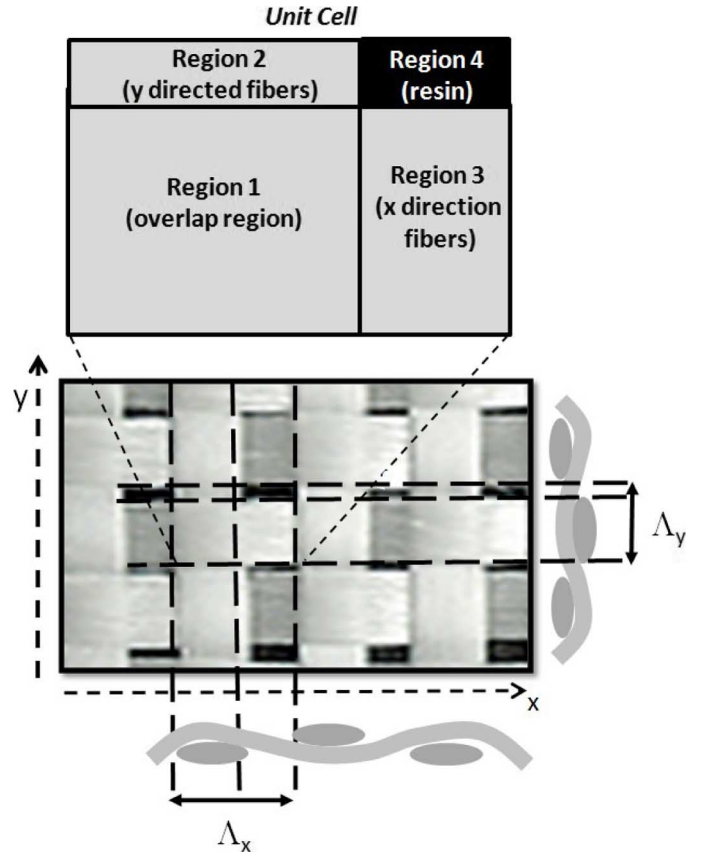 Unit Cell
Region 2
(y directed fibers)
Region 4
(resin)
Region 1
(overlap region)
Region 3
(x direction
fibers)
y
Λy
x
Λx